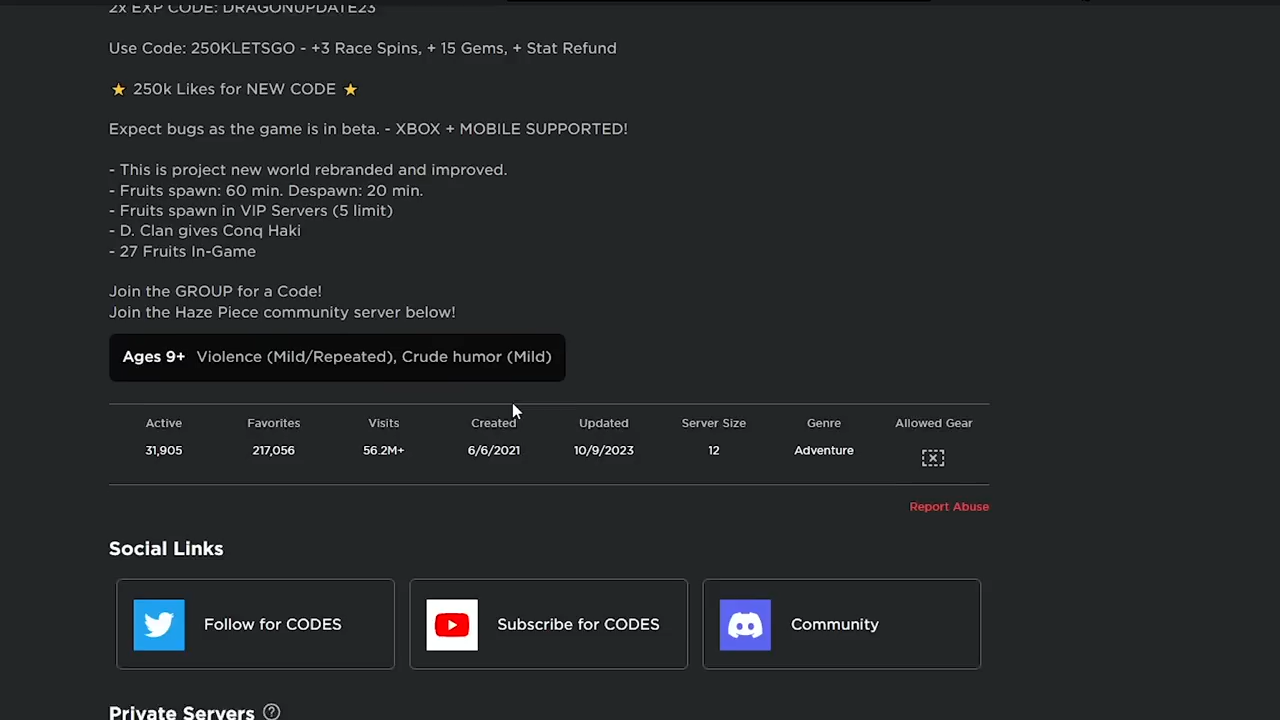 2x EXP CODE: DRAGONUPDATE23
Use Code: 250KLETSGO - +3 Race Spins, + 15 Gems, + Stat Refund
⭐ 250k Likes for NEW CODE ⭐
Expect bugs as the game is in beta. - XBOX + MOBILE SUPPORTED!
- This is project new world rebranded and improved.
- Fruits spawn: 60 min. Despawn: 20 min.
- Fruits spawn in VIP Servers (5 limit)
- D. Clan gives Conq Haki
- 27 Fruits In-Game
Join the GROUP for a Code!
Join the Haze Piece community server below!
Ages 9+ Violence (Mild/Repeated), Crude humor (Mild)
Active Favorites Visits Created Updated Server Size Genre Allowed Gear
31,905 217,056 56.2M+ 6/6/2021 10/9/2023 12 Adventure
Report Abuse
Social Links
Follow for CODES Subscribe for CODES Community
Private Servers ?